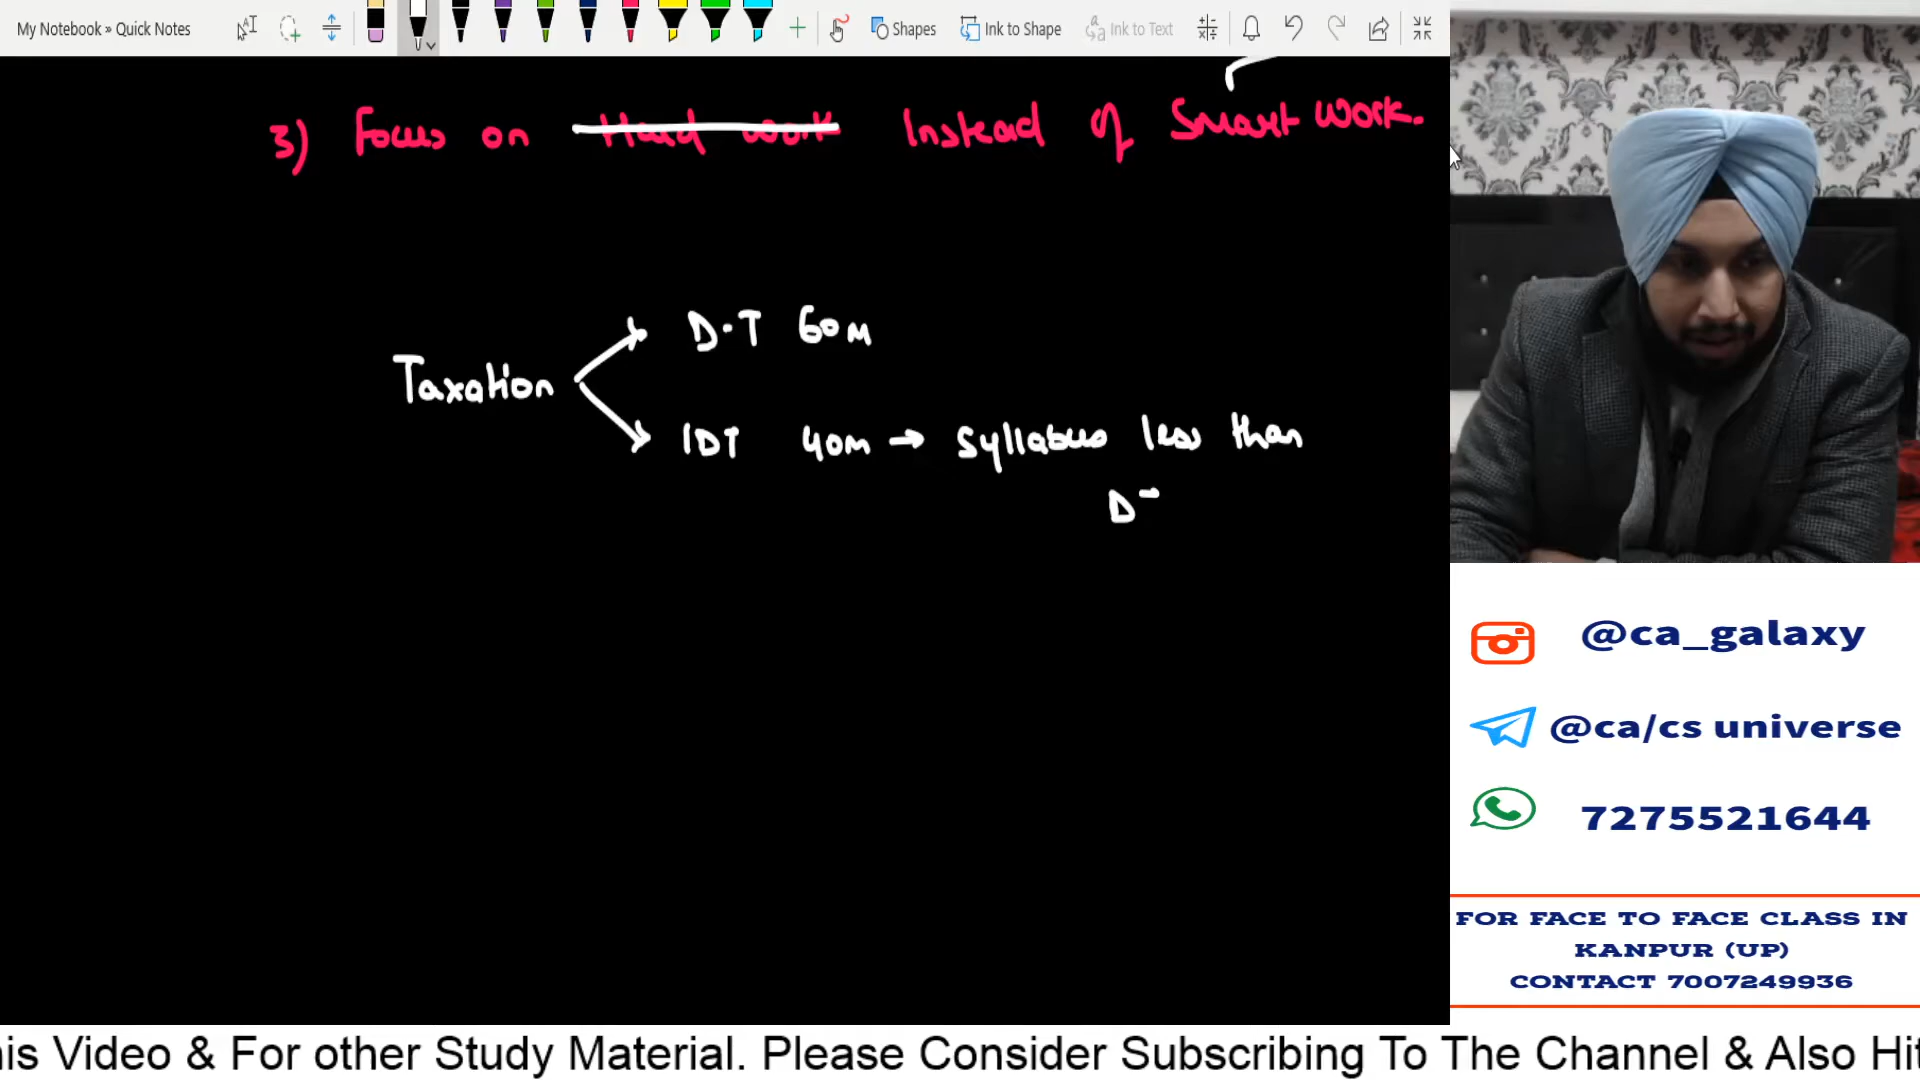 My Notebook » Quick Notes
Shapes
Ink to Shape
Ink to Text
3) Focus on Hard work Instead of Smart Work.
D.T 60M
Taxation
IDT 40M → Syllabus less than
D
@ca_galaxy
@ca/cs universe
7275521644
FOR FACE TO FACE CLASS IN
KANPUR (UP)
CONTACT 7007249936
is Video & For other Study Material. Please Consider Subscribing To The Channel & Also Hit